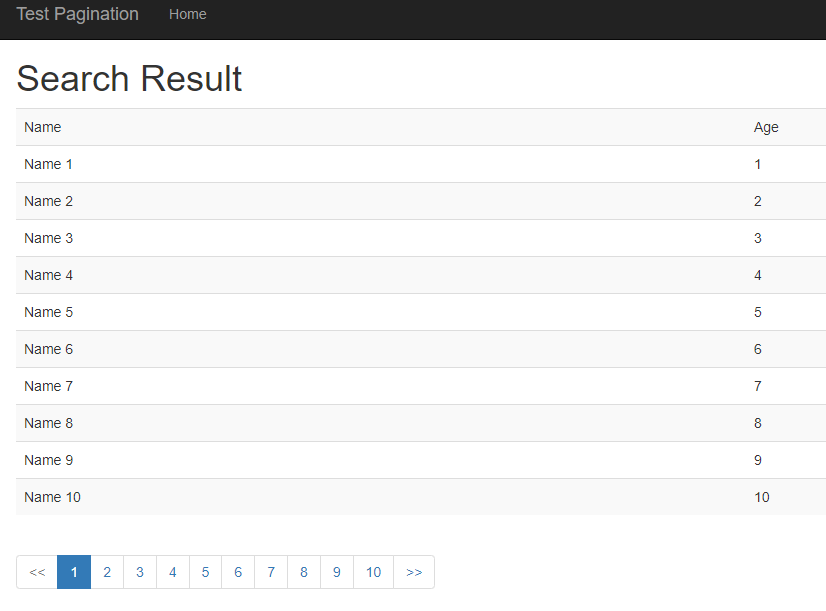 Test Pagination Home
Search Result
Name Age
Name 1 1
Name 2 2
Name 3 3
Name 4 4
Name 5 5
Name 6 6
Name 7 7
Name 8 8
Name 9 9
Name 10 10
<< 1 2 3 4 5 6 7 8 9 10 >>